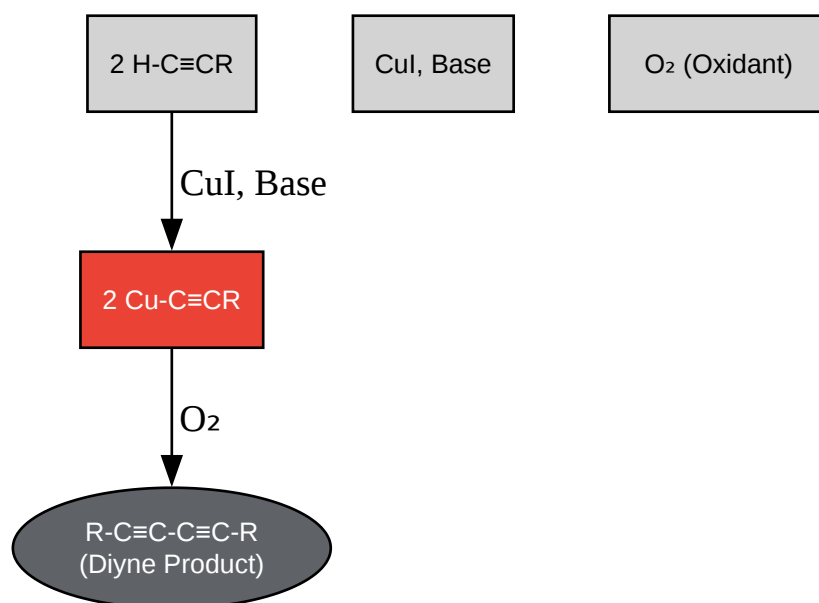 2 H-C≡CR
CuI, Base
O₂ (Oxidant)
CuI, Base
2 Cu-C≡CR
O₂
R-C≡C-C≡C-R
(Diyne Product)